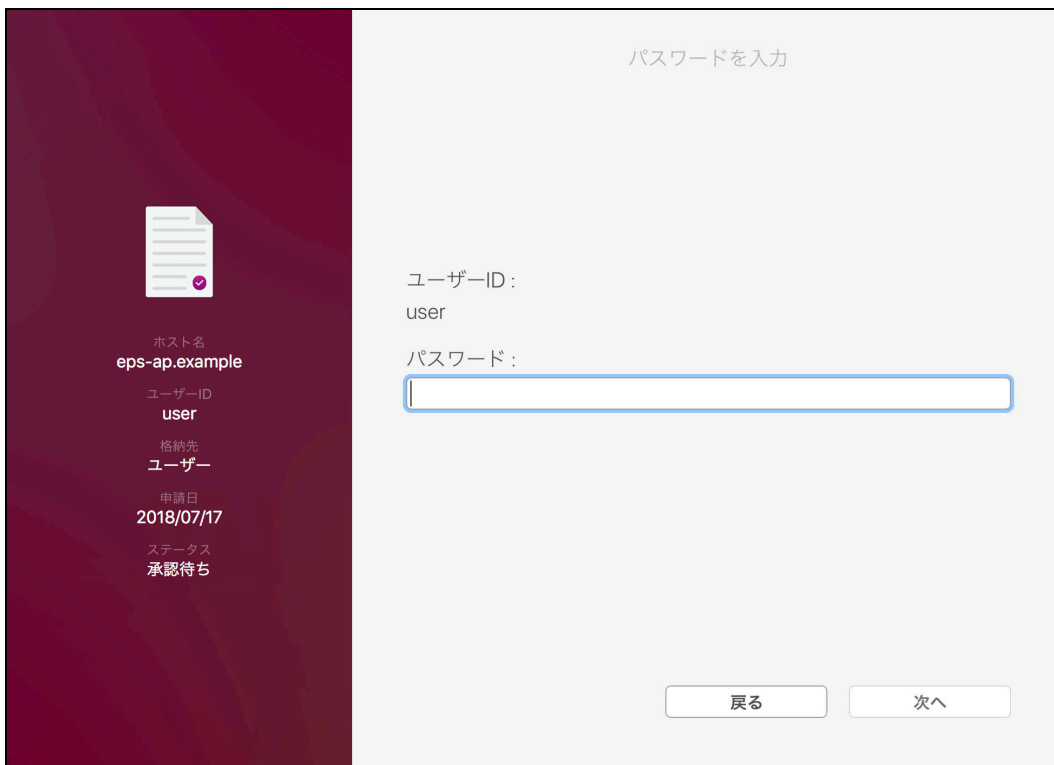 パスワードを入力
ホスト名
eps-ap.example
ユーザーID
user
格納先
ユーザー
申請日
2018/07/17
ステータス
承認待ち
ユーザーID :
user
パスワード :
戻る
次へ